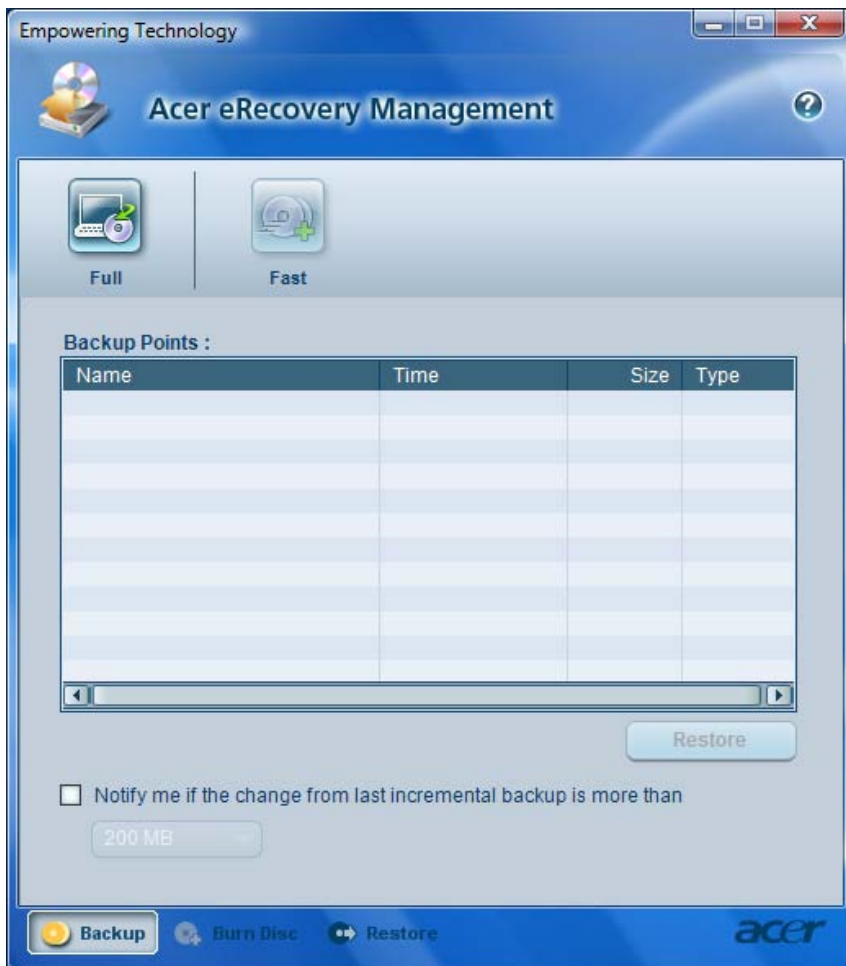 Empowering Technology
Acer eRecovery Management
Full Fast
Backup Points :
Name Time Size Type
Restore
Notify me if the change from last incremental backup is more than
200 MB
Backup Burn Disc Restore acer